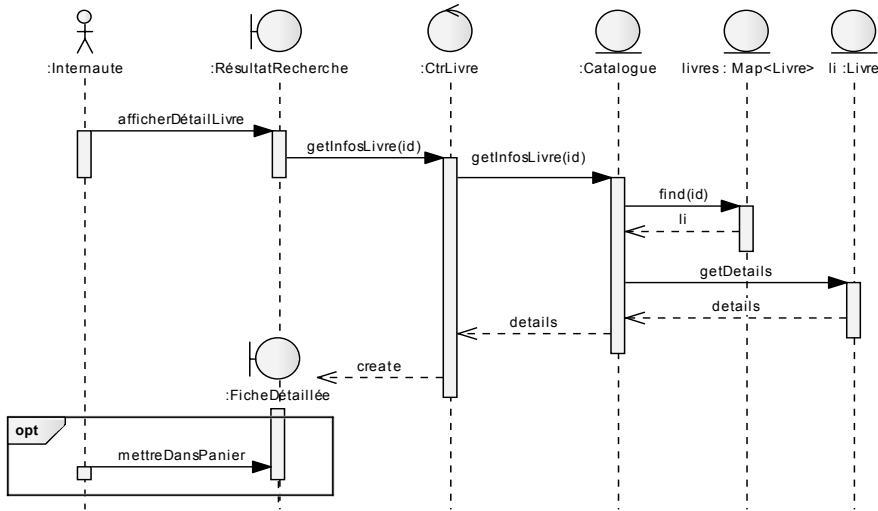 :Internaute
:RésultatRecherche
:CtrLivre
:Catalogue
livres : Map<Livre>
li :Livre
afficherDétailLivre
getInfosLivre(id)
getInfosLivre(id)
find(id)
li
getDetails
details
details
create
:FicheDétaillée
opt
mettreDansPanier